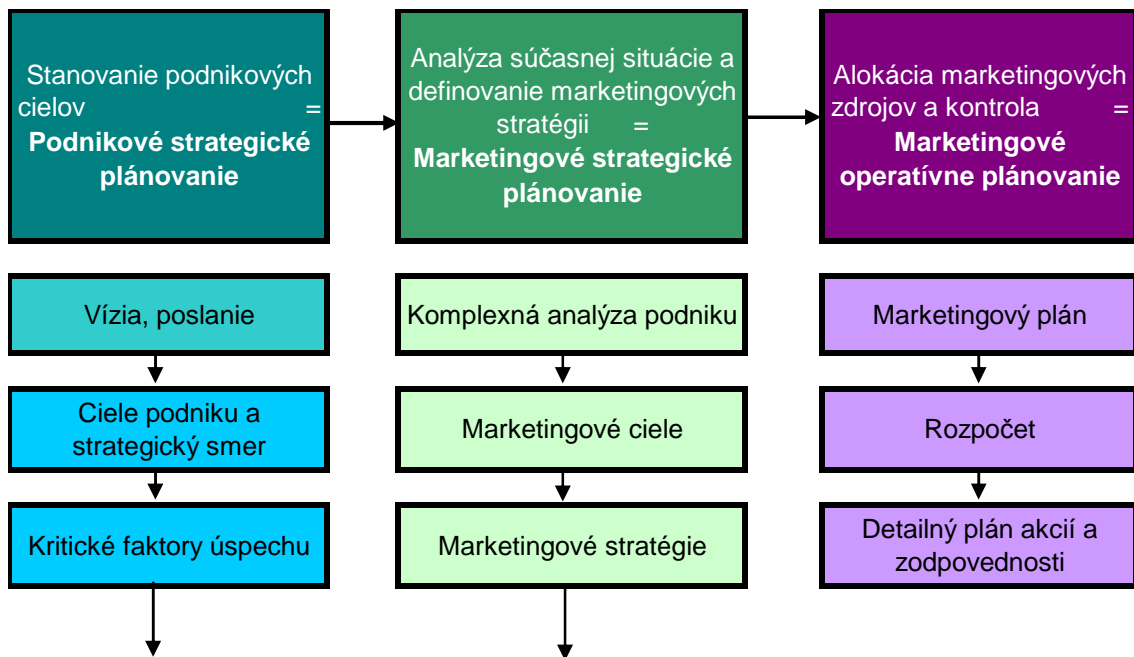 Stanovanie podnikových
cielov =
Podnikové strategické
plánovanie
Analýza súčasnej situácie a
definovanie marketingových
stratégii =
Marketingové strategické
plánovanie
Alokácia marketingových
zdrojov a kontrola =
Marketingové
operatívne plánovanie
Vízia, poslanie
Komplexná analýza podniku
Marketingový plán
Ciele podniku a
strategický smer
Marketingové ciele
Rozpočet
Kritické faktory úspechu
Marketingové stratégie
Detailný plán akcií a
zodpovednosti